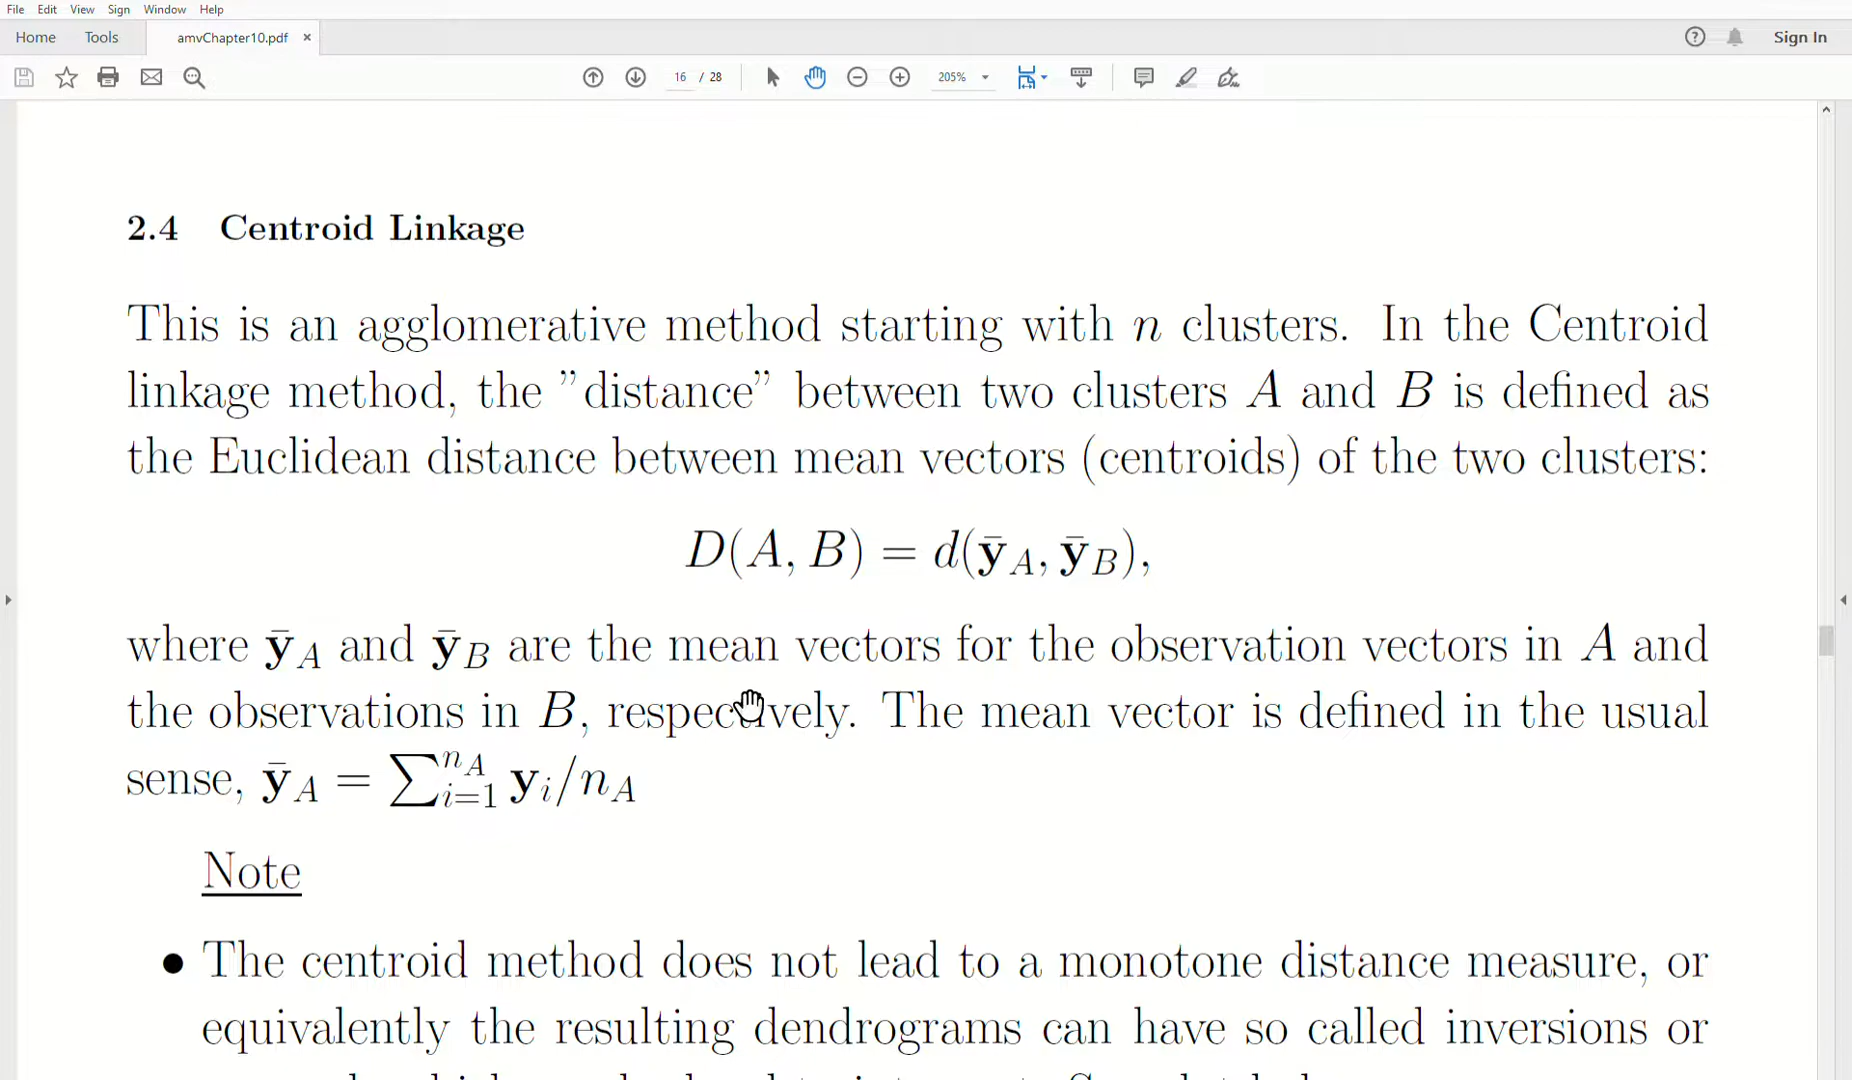 File Edit View Sign Window Help
Home Tools amvChapter10.pdf × Sign In
16 / 28 205%
2.4 Centroid Linkage
This is an agglomerative method starting with n clusters. In the Centroid
linkage method, the ”distance” between two clusters A and B is defined as
the Euclidean distance between mean vectors (centroids) of the two clusters:
D(A, B) = d(ȳ_A, ȳ_B),
where ȳ_A and ȳ_B are the mean vectors for the observation vectors in A and
the observations in B, respectively. The mean vector is defined in the usual
sense, ȳ_A = ∑_{i=1}^{n_A} y_i/n_A
Note
• The centroid method does not lead to a monotone distance measure, or
equivalently the resulting dendrograms can have so called inversions or